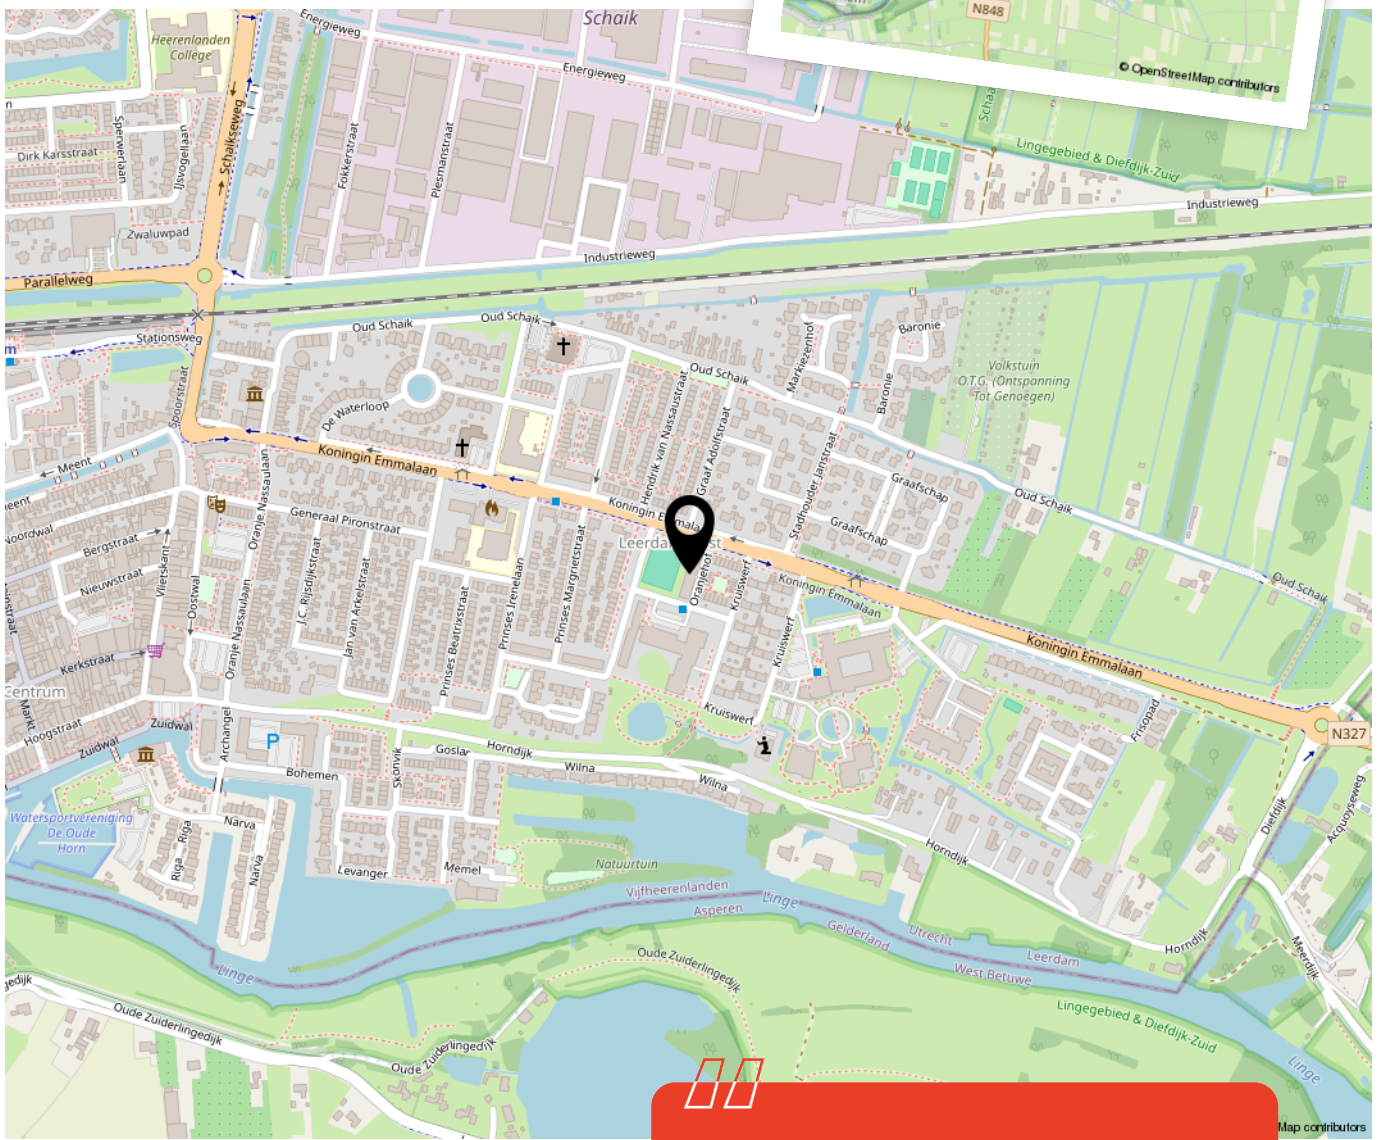 Schaik
N848
© OpenStreetMap contributors
Heerenlanden
College
Energieweg
Energieweg
Schaikseweg
Sperwerlaan
IJsvogellaan
Dirk Karsstraat
Zwaluwpad
Fokkerstraat
Plesmanstraat
Lingegebied & Diefdijk-Zuid
Industrieweg
Industrieweg
Parallelweg
Stationsweg
Spoorstraat
Oud Schaik
Oud Schaik
Oud Schaik
Markiezenhof
Baronie
Baronie
Volkstuin
O.T.G. (Ontspanning
Tot Genoegen)
De Waterloop
Koningin Emmalaan
Hendrik van Nassaustraat
Graaf Adolfstraat
Stadhouder Janstraat
Graafschap
Graafschap
Oud Schaik
Oud Schaik
Meent
Noordwal
Bergstraat
Nieuwstraat
Vlietskant
Oostwal
Kerkstraat
Centrum
Markt
Hoogstraat
Zuidwal
Zuidwal
Oranje Nassaulaan
Oranje Nassaulaan
Generaal Pironstraat
J.C. Rijsdijkstraat
Jan van Arkelstraat
Prinses Beatrixstraat
Prinses Irenelaan
Prinses Margrietstraat
Oranjehof
Kruiswerf
Kruiswerf
Kruiswerf
Koningin Emmalaan
Koningin Emmalaan
Frisopad
N327
Diefdijk
Acquoyseweg
Archangel
P
Bohemen
Skonvik
Goslar
Horndijk
Wilna
Wilna
Horndijk
Horndijk
Meerdijk
Watersportvereniging
De Oude
Horn
Riga
Riga
Narva
Narva
Levanger
Memel
Natuurtuin
Vijfheerenlanden
Asperen
Linge
Gelderland
Utrecht
Leerdam
West Betuwe
Linge
Linge
Oude Zuiderlingedijk
Oude Zuiderlingedijk
Oude Zuiderlingedijk
Lingegebied & Diefdijk-Zuid
Map contributors